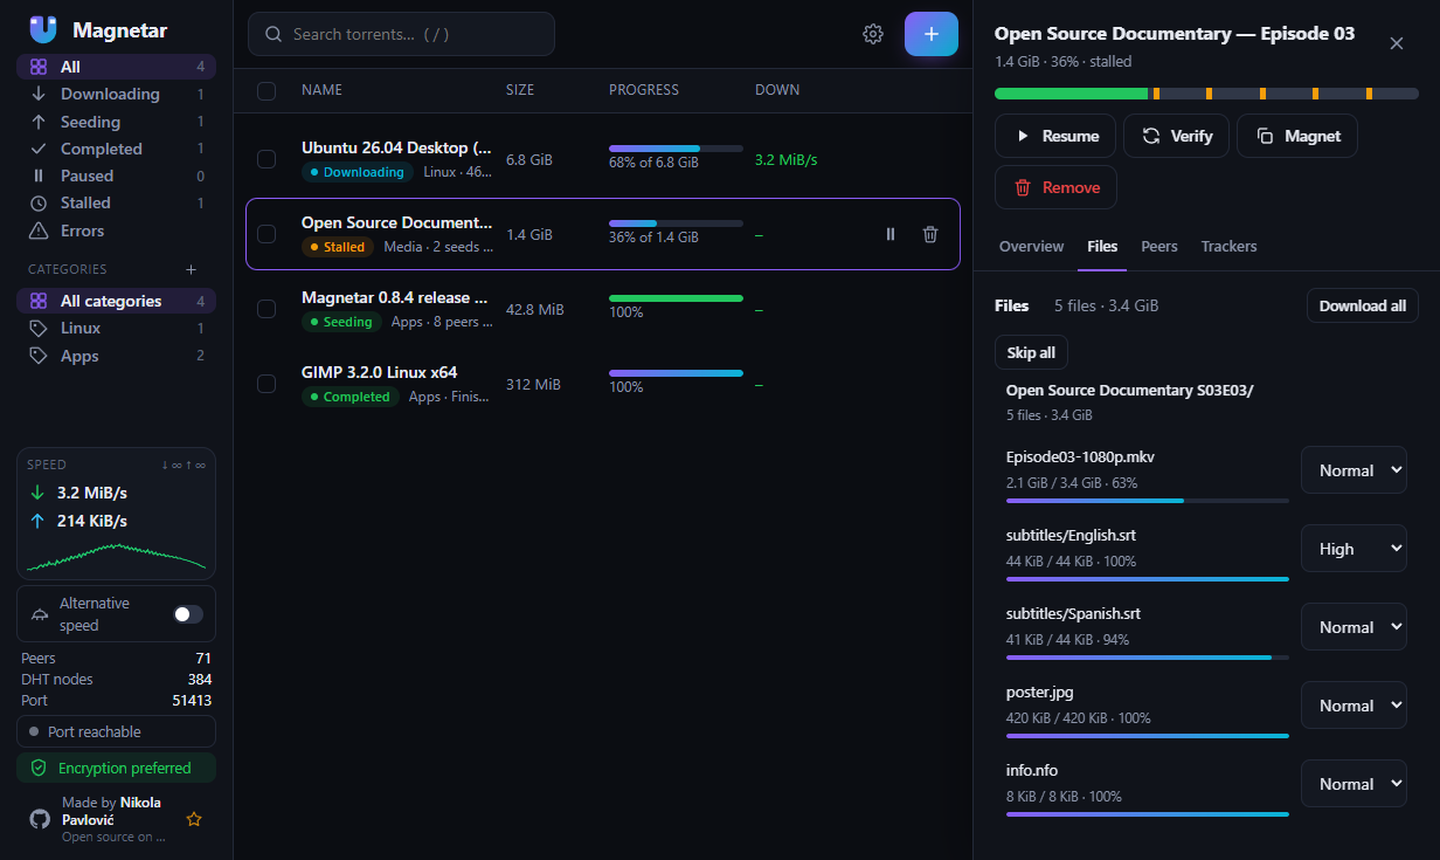 Magnetar
All 4
Downloading 1
Seeding 1
Completed 1
Paused 0
Stalled 1
Errors
CATEGORIES +
All categories 4
Linux 1
Apps 2
SPEED ↓ ∞ ↑ ∞
3.2 MiB/s
214 KiB/s
Alternative
speed
Peers 71
DHT nodes 384
Port 51413
Port reachable
Encryption preferred
Made by Nikola
Pavlović
Open source on ...
Search torrents... ( / )
+
NAME SIZE PROGRESS DOWN
Ubuntu 26.04 Desktop (...
Downloading Linux · 46...
6.8 GiB
68% of 6.8 GiB
3.2 MiB/s
Open Source Document...
Stalled Media · 2 seeds ...
1.4 GiB
36% of 1.4 GiB
–
Magnetar 0.8.4 release ...
Seeding Apps · 8 peers ...
42.8 MiB
100%
–
GIMP 3.2.0 Linux x64
Completed Apps · Finis...
312 MiB
100%
–
Open Source Documentary — Episode 03
1.4 GiB · 36% · stalled
Resume Verify Magnet
Remove
Overview Files Peers Trackers
Files 5 files · 3.4 GiB Download all
Skip all
Open Source Documentary S03E03/
5 files · 3.4 GiB
Episode03-1080p.mkv
2.1 GiB / 3.4 GiB · 63%
Normal
subtitles/English.srt
44 KiB / 44 KiB · 100%
High
subtitles/Spanish.srt
41 KiB / 44 KiB · 94%
Normal
poster.jpg
420 KiB / 420 KiB · 100%
Normal
info.nfo
8 KiB / 8 KiB · 100%
Normal